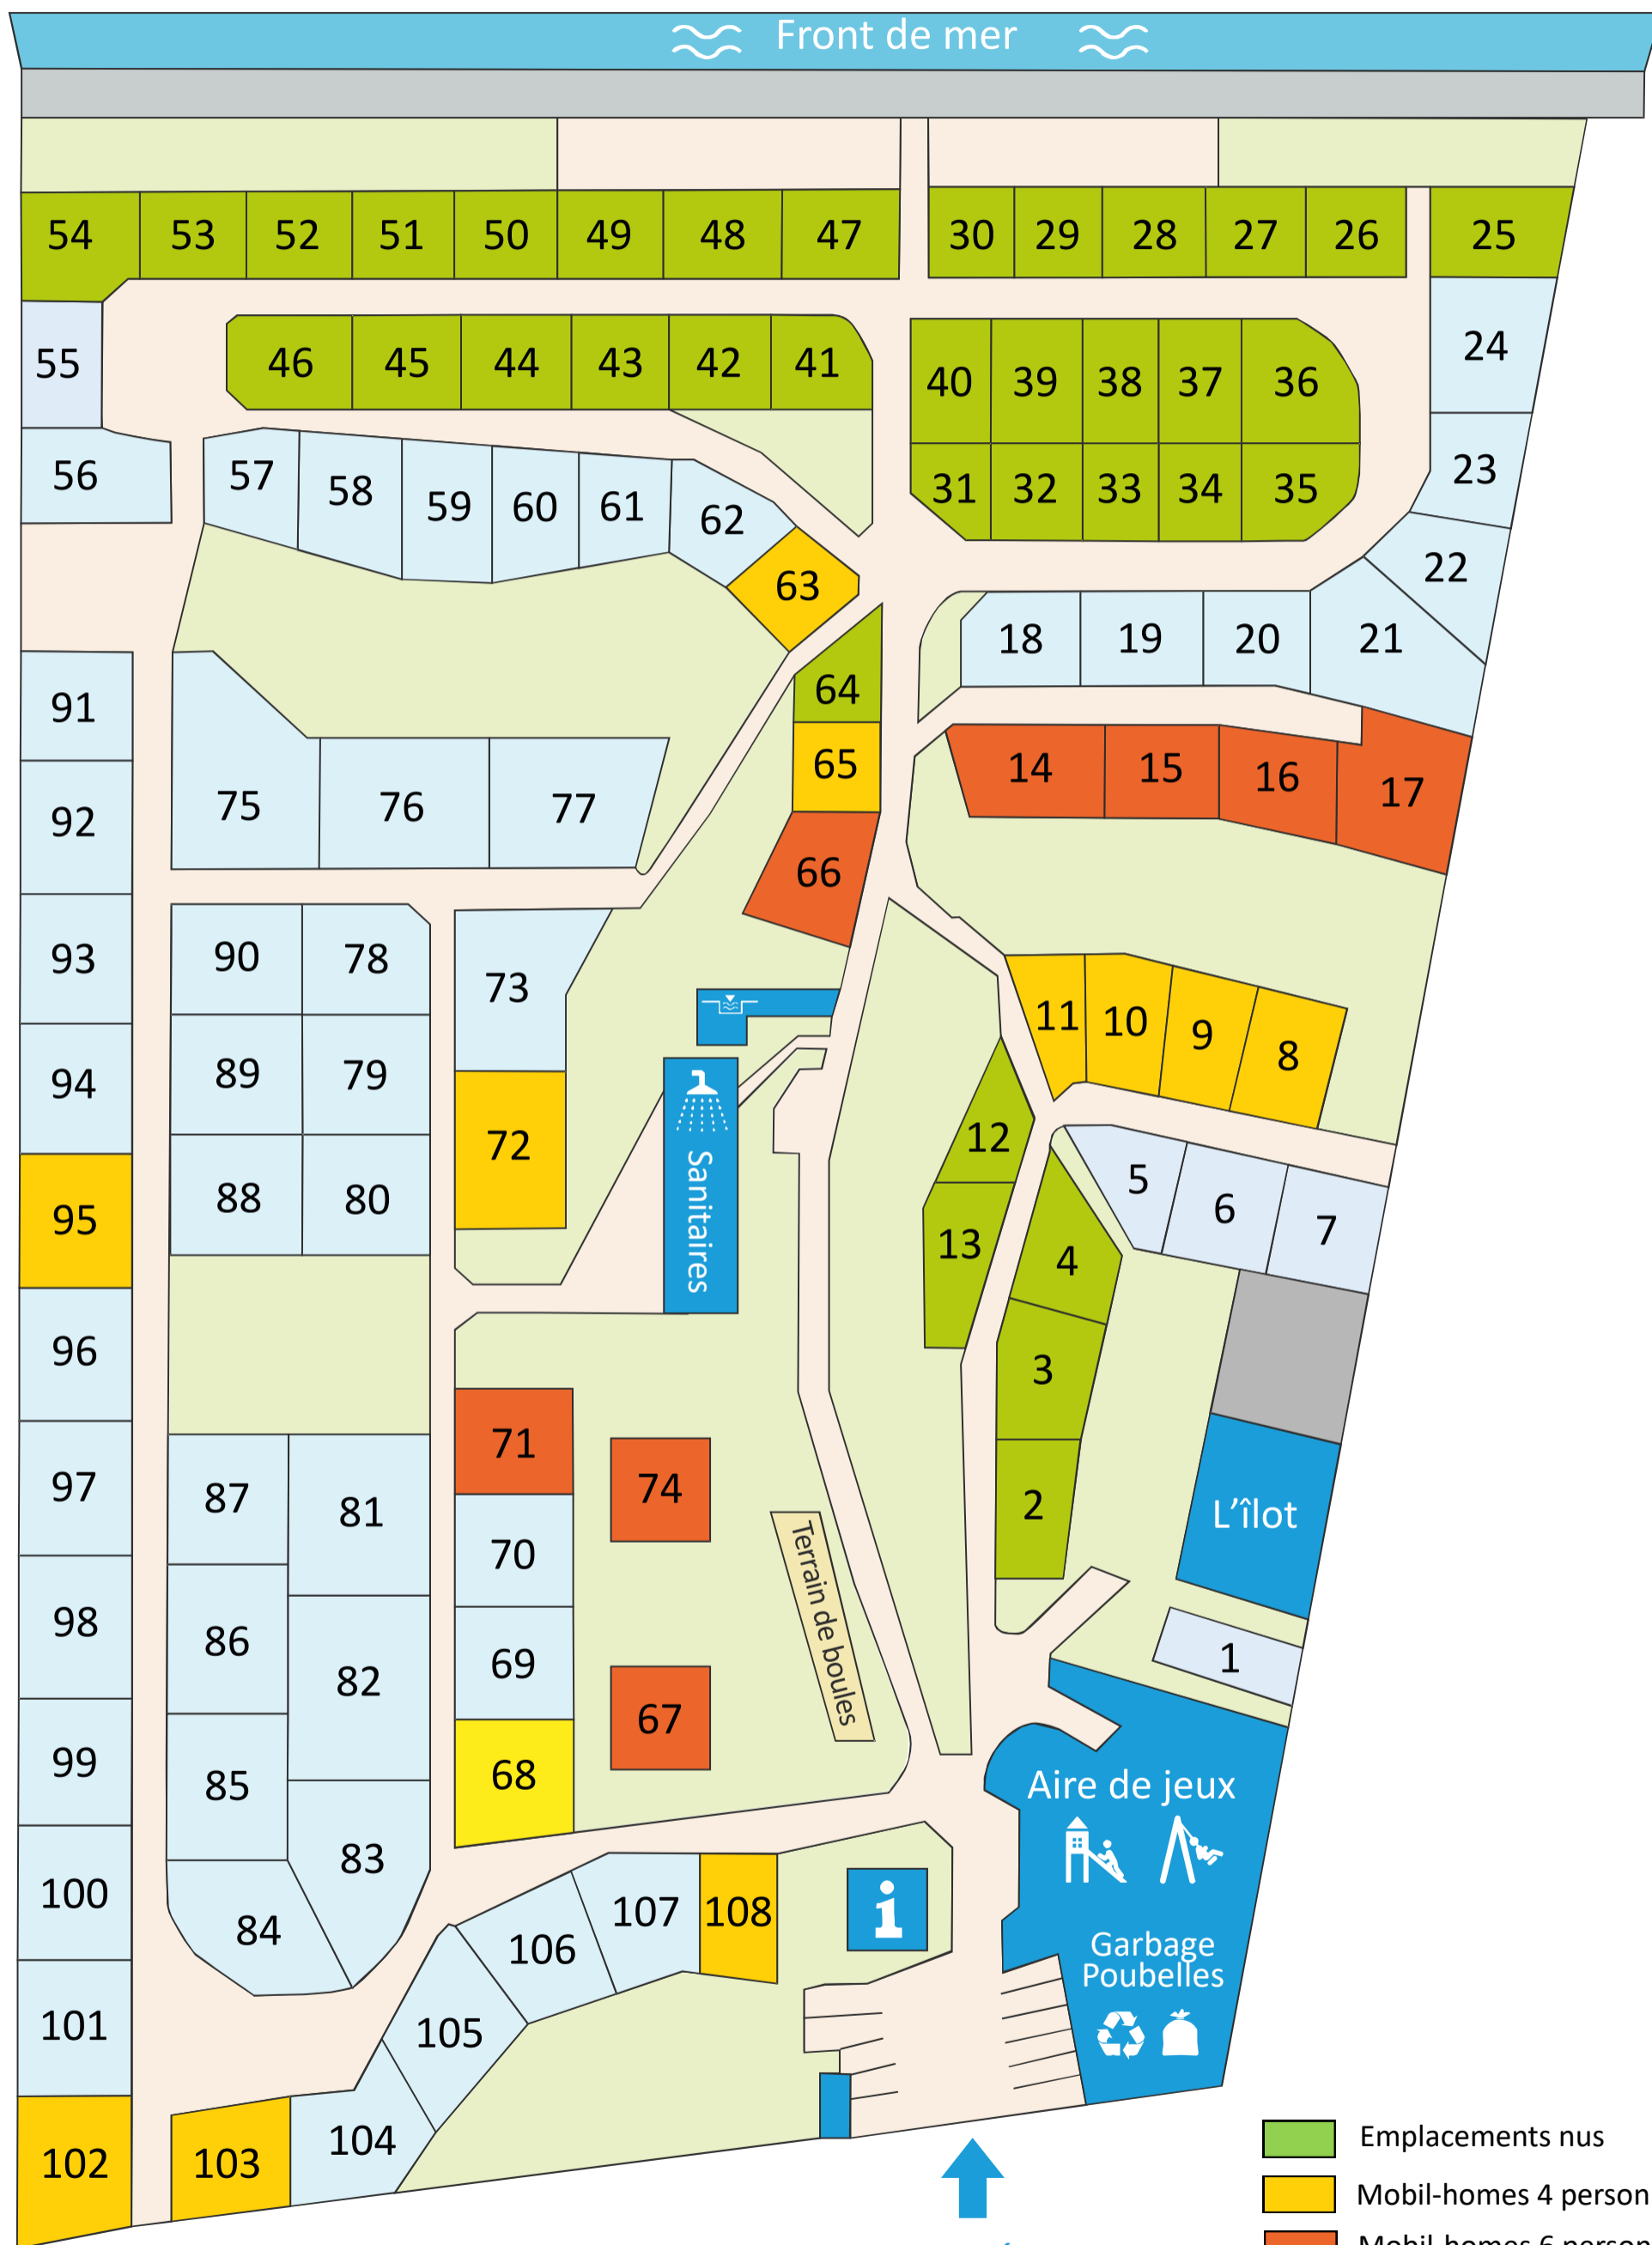 Front de mer
54 53 52 51 50 49 48 47 30 29 28 27 26 25
55 46 45 44 43 42 41 40 39 38 37 36 24
56 57 58 59 60 61 62 31 32 33 34 35 23
63 22
91 64 18 19 20 21
92 75 76 77 65 14 15 16 17
66
93 90 78 73
94 89 79 11 10 9 8
95 88 80 72 12 5 6 7
Sanitaires
13 4
96 3
97 87 81 71 74 2 L'îlot
70
Terrain de boules
98 86 82 69 1
99 85 68 67
Aire de jeux
100 83
84 107 108 i
106
Garbage
Poubelles
101 105
102 103 104
Emplacements nus
Mobil-homes 4 person
Mobil-homes 6 person